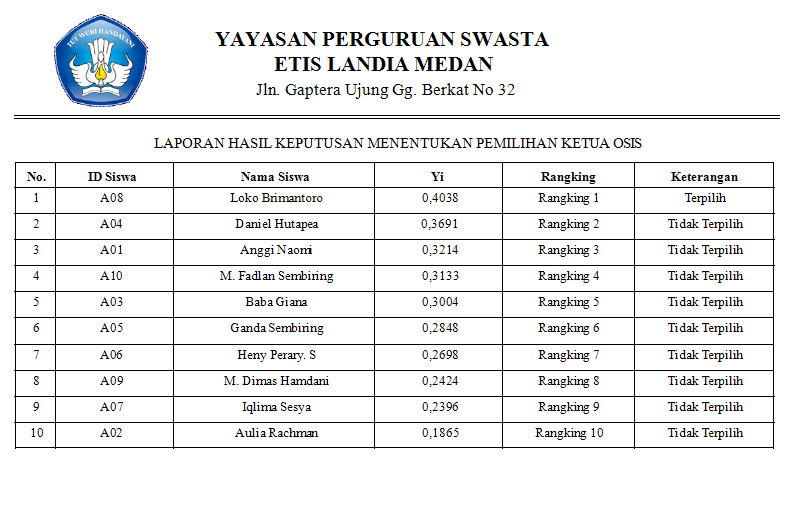 TUT WURI HANDAYANI
YAYASAN PERGURUAN SWASTA
ETIS LANDIA MEDAN
Jln. Gaptera Ujung Gg. Berkat No 32
LAPORAN HASIL KEPUTUSAN MENENTUKAN PEMILIHAN KETUA OSIS
No. ID Siswa Nama Siswa Yi Rangking Keterangan
1 A08 Loko Brimantoro 0,4038 Rangking 1 Terpilih
2 A04 Daniel Hutapea 0,3691 Rangking 2 Tidak Terpilih
3 A01 Anggi Naomi 0,3214 Rangking 3 Tidak Terpilih
4 A10 M. Fadlan Sembiring 0,3133 Rangking 4 Tidak Terpilih
5 A03 Baba Giana 0,3004 Rangking 5 Tidak Terpilih
6 A05 Ganda Sembiring 0,2848 Rangking 6 Tidak Terpilih
7 A06 Heny Perary. S 0,2698 Rangking 7 Tidak Terpilih
8 A09 M. Dimas Hamdani 0,2424 Rangking 8 Tidak Terpilih
9 A07 Iqlima Sesya 0,2396 Rangking 9 Tidak Terpilih
10 A02 Aulia Rachman 0,1865 Rangking 10 Tidak Terpilih